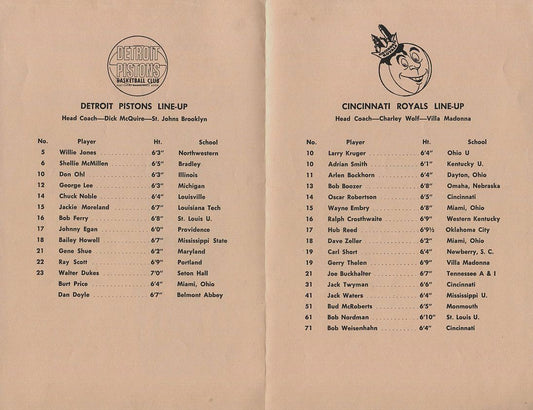 DETROIT
PISTONS
BASKETBALL CLUB
DETROIT PISTONS LINE-UP
Head Coach—Dick McQuire—St. Johns Brooklyn
No. Player Ht. School
5 Willie Jones 6'3" Northwestern
6 Shellie McMillen 6'5" Bradley
10 Don Ohl 6'3" Illinois
12 George Lee 6'3" Michigan
14 Chuck Noble 6'4" Louisville
15 Jackie Moreland 6'7" Louisiana Tech
16 Bob Ferry 6'8" St. Louis U.
17 Johnny Egan 6'0" Providence
18 Bailey Howell 6'7" Mississippi State
21 Gene Shue 6'2" Maryland
22 Ray Scott 6'9" Portland
23 Walter Dukes 7'0" Seton Hall
Burt Price 6'4" Miami, Ohio
Dan Doyle 6'7" Belmont Abbey
CINCINNATI ROYALS LINE-UP
Head Coach—Charley Wolf—Villa Madonna
No. Player Ht. School
10 Larry Kruger 6'4" Ohio U
10 Adrian Smith 6'1" Kentucky U.
11 Arlen Bockhorn 6'4" Dayton, Ohio
13 Bob Boozer 6'8" Omaha, Nebraska
14 Oscar Robertson 6'5" Cincinnati
15 Wayne Embry 6'8" Miami, Ohio
16 Ralph Crosthwaite 6'9" Western Kentucky
17 Hub Reed 6'9½ Oklahoma City
18 Dave Zeller 6'2" Miami, Ohio
19 Carl Short 6'4" Newberry, S. C.
19 Gerry Thelen 6'9" Villa Madonna
21 Joe Buckhalter 6'7" Tennessee A & I
31 Jack Twyman 6'6" Cincinnati
41 Jack Waters 6'4" Mississippi U.
51 Bud McRoberts 6'5" Monmouth
61 Bob Nordman 6'10" St. Louis U.
71 Bob Weisenhahn 6'4" Cincinnati